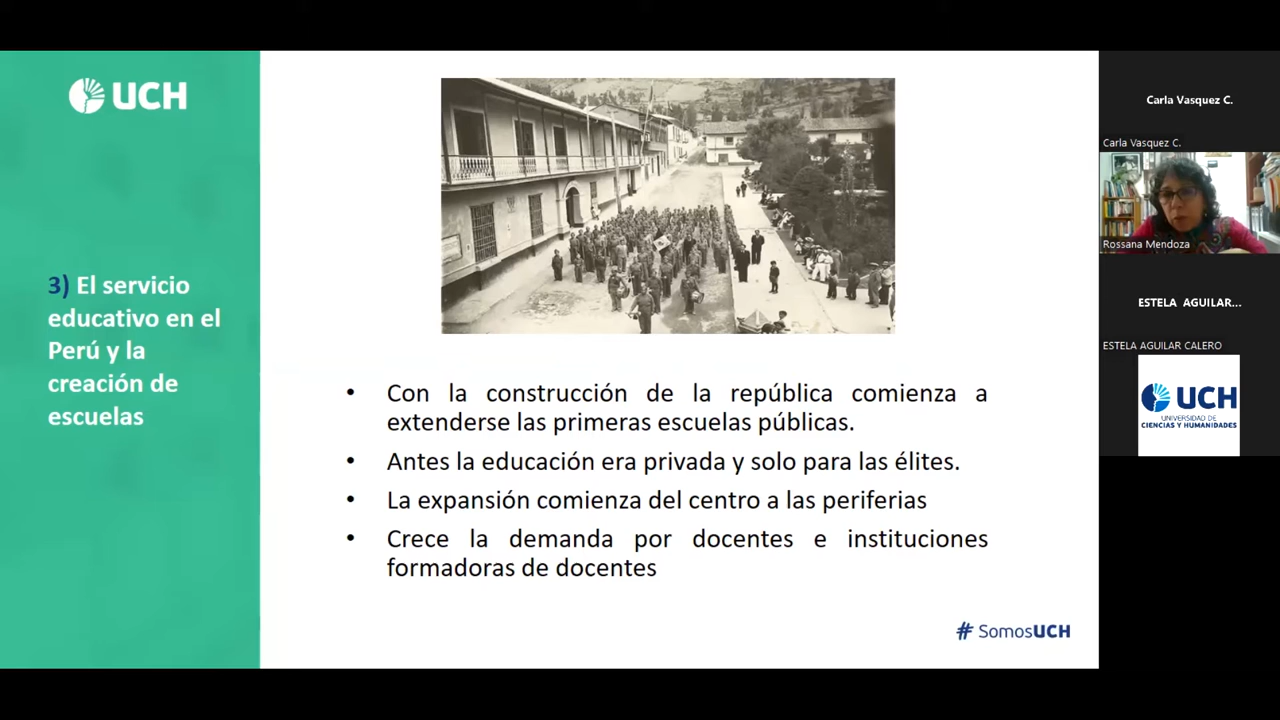 UCH
3) El servicio
educativo en el
Perú y la
creación de
escuelas
• Con la construcción de la república comienza a
extenderse las primeras escuelas públicas.
• Antes la educación era privada y solo para las élites.
• La expansión comienza del centro a las periferias
• Crece la demanda por docentes e instituciones
formadoras de docentes
# SomosUCH
Carla Vasquez C.
Carla Vasquez C.
Rossana Mendoza
ESTELA AGUILAR...
ESTELA AGUILAR CALERO
UCH
UNIVERSIDAD DE
CIENCIAS Y HUMANIDADES